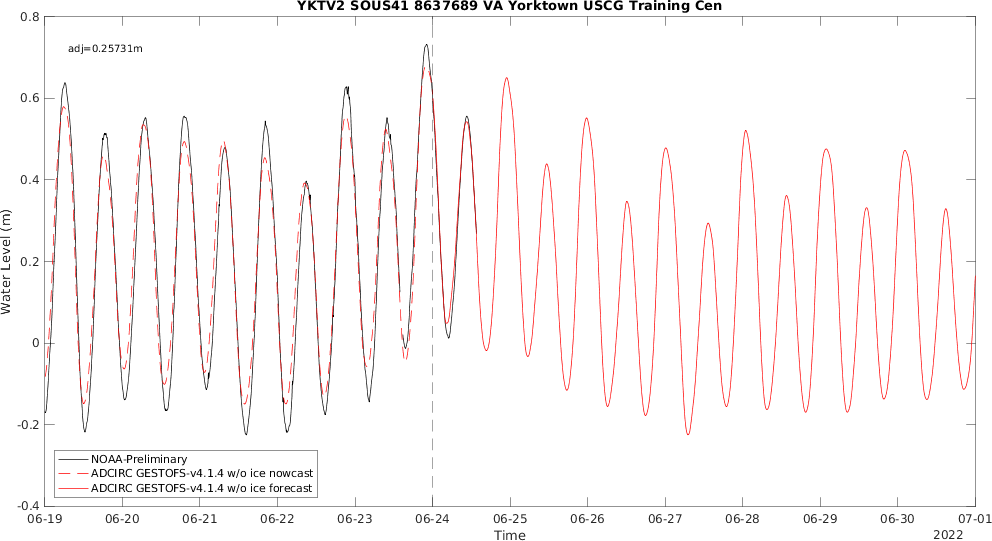 YKTV2 SOUS41 8637689 VA Yorktown USCG Training Cen
adj=0.25731m
0.8
0.6
0.4
0.2
0
-0.2
-0.4
Water Level (m)
NOAA-Preliminary
ADCIRC GESTOFS-v4.1.4 w/o ice nowcast
ADCIRC GESTOFS-v4.1.4 w/o ice forecast
06-19 06-20 06-21 06-22 06-23 06-24 06-25 06-26 06-27 06-28 06-29 06-30 07-01
Time
2022